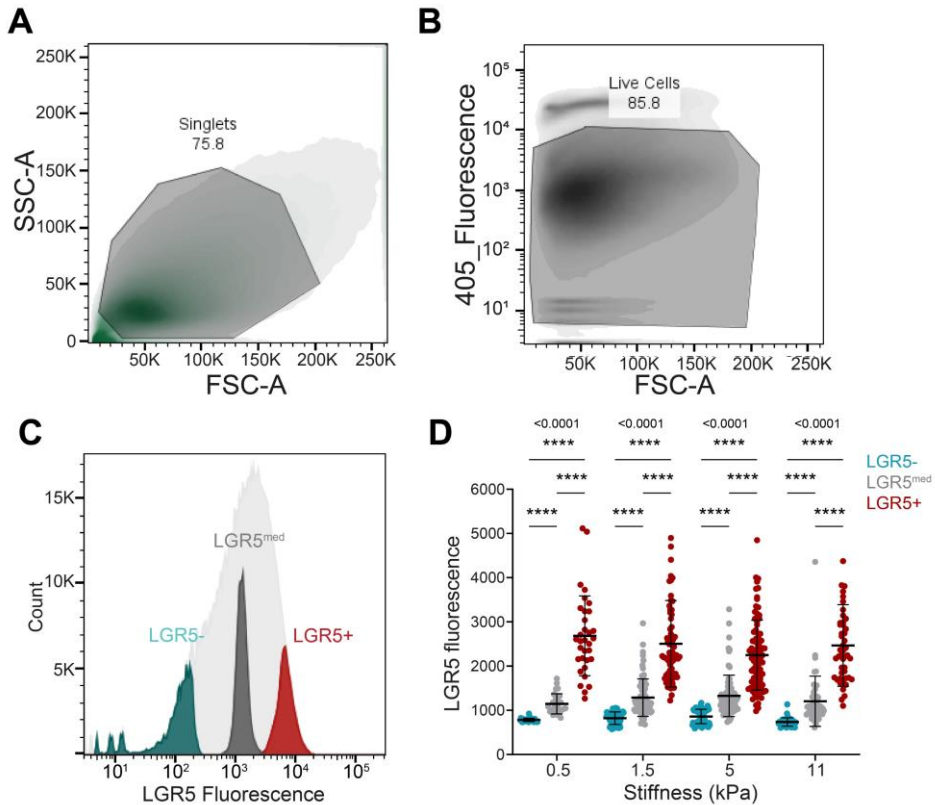 A
250K
200K
150K
100K
50K
0
SSC-A
Singlets
75.8
50K 100K 150K 200K 250K
FSC-A
B
10⁵
10⁴
10³
10²
10¹
405_Fluorescence
Live Cells
85.8
50K 100K 150K 200K 250K
FSC-A
C
15K
10K
5K
0
Count
LGR5ᵐᵉᵈ
LGR5-
LGR5+
10¹ 10² 10³ 10⁴ 10⁵
LGR5 Fluorescence
D
<0.0001 <0.0001 <0.0001 <0.0001
**** **** **** ****
**** **** ****
**** **** **** ****
****
LGR5-
LGR5ᵐᵉᵈ
LGR5+
6000
5000
4000
3000
2000
1000
0
LGR5 fluorescence
0.5 1.5 5 11
Stiffness (kPa)